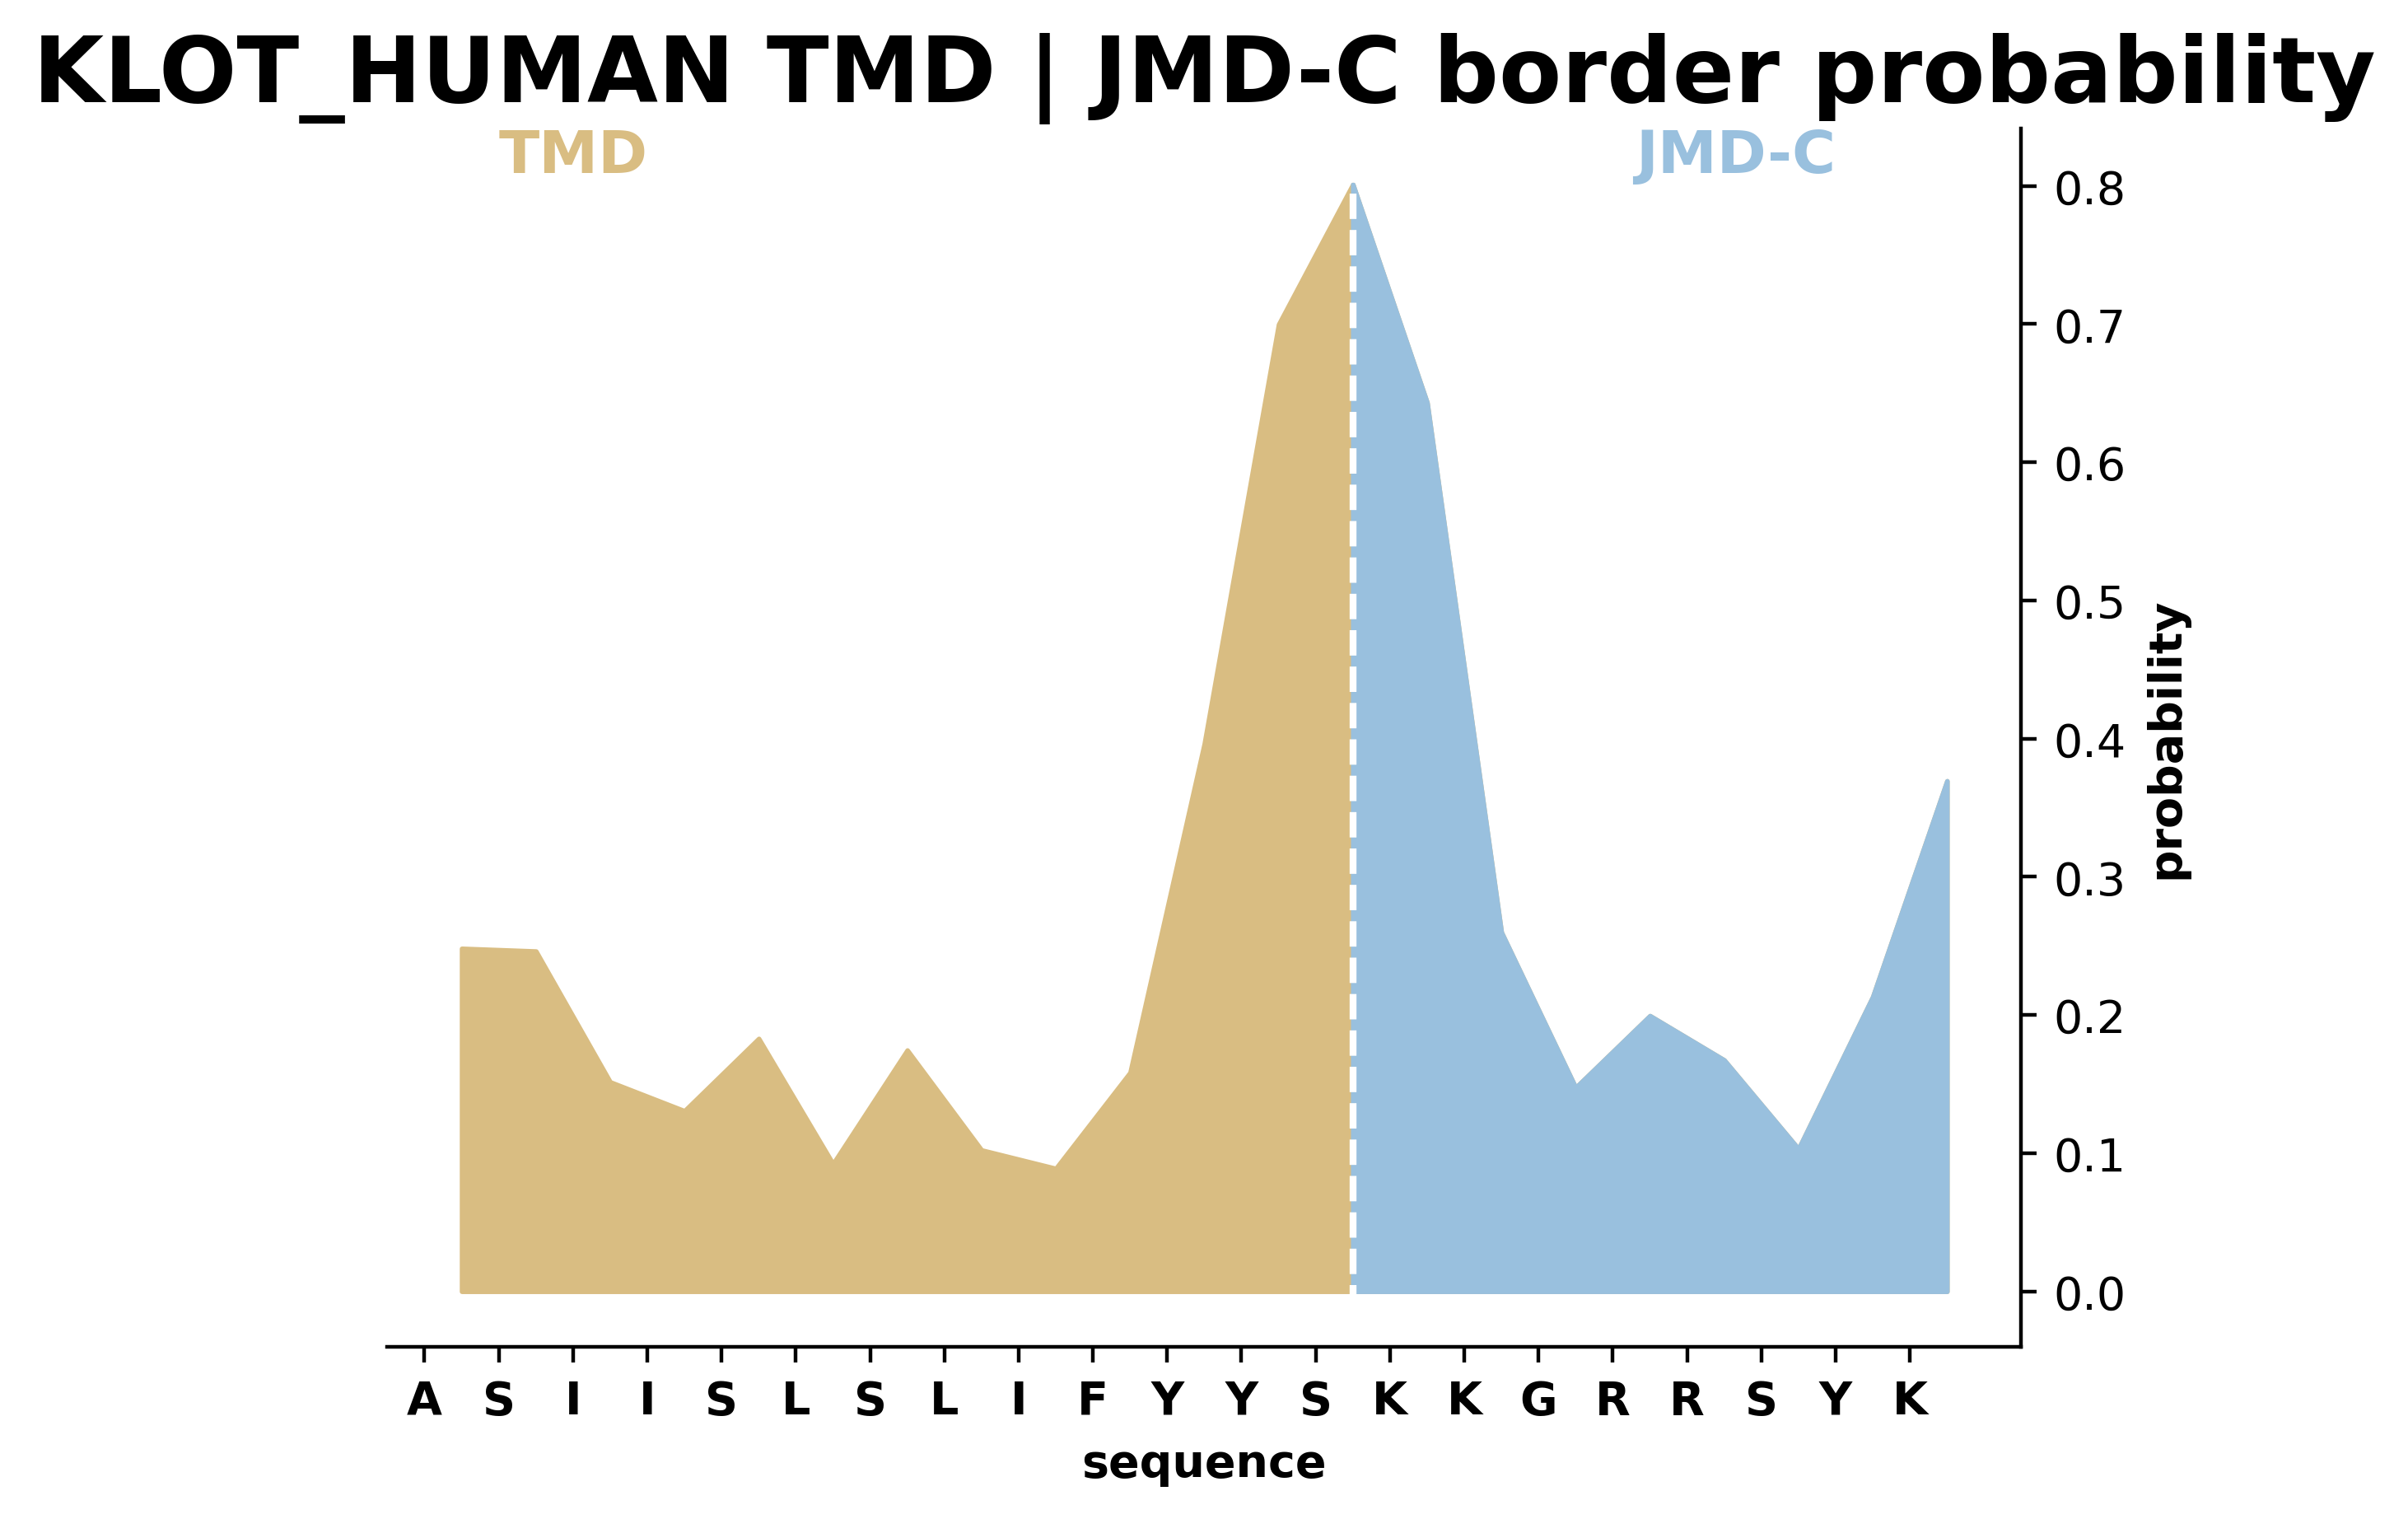 KLOT_HUMAN TMD | JMD-C border probability
TMD JMD-C
0.8
0.7
0.6
0.5
0.4
0.3
0.2
0.1
0.0
probability
A S I I S L S L I F Y Y S K K G R R S Y K
sequence